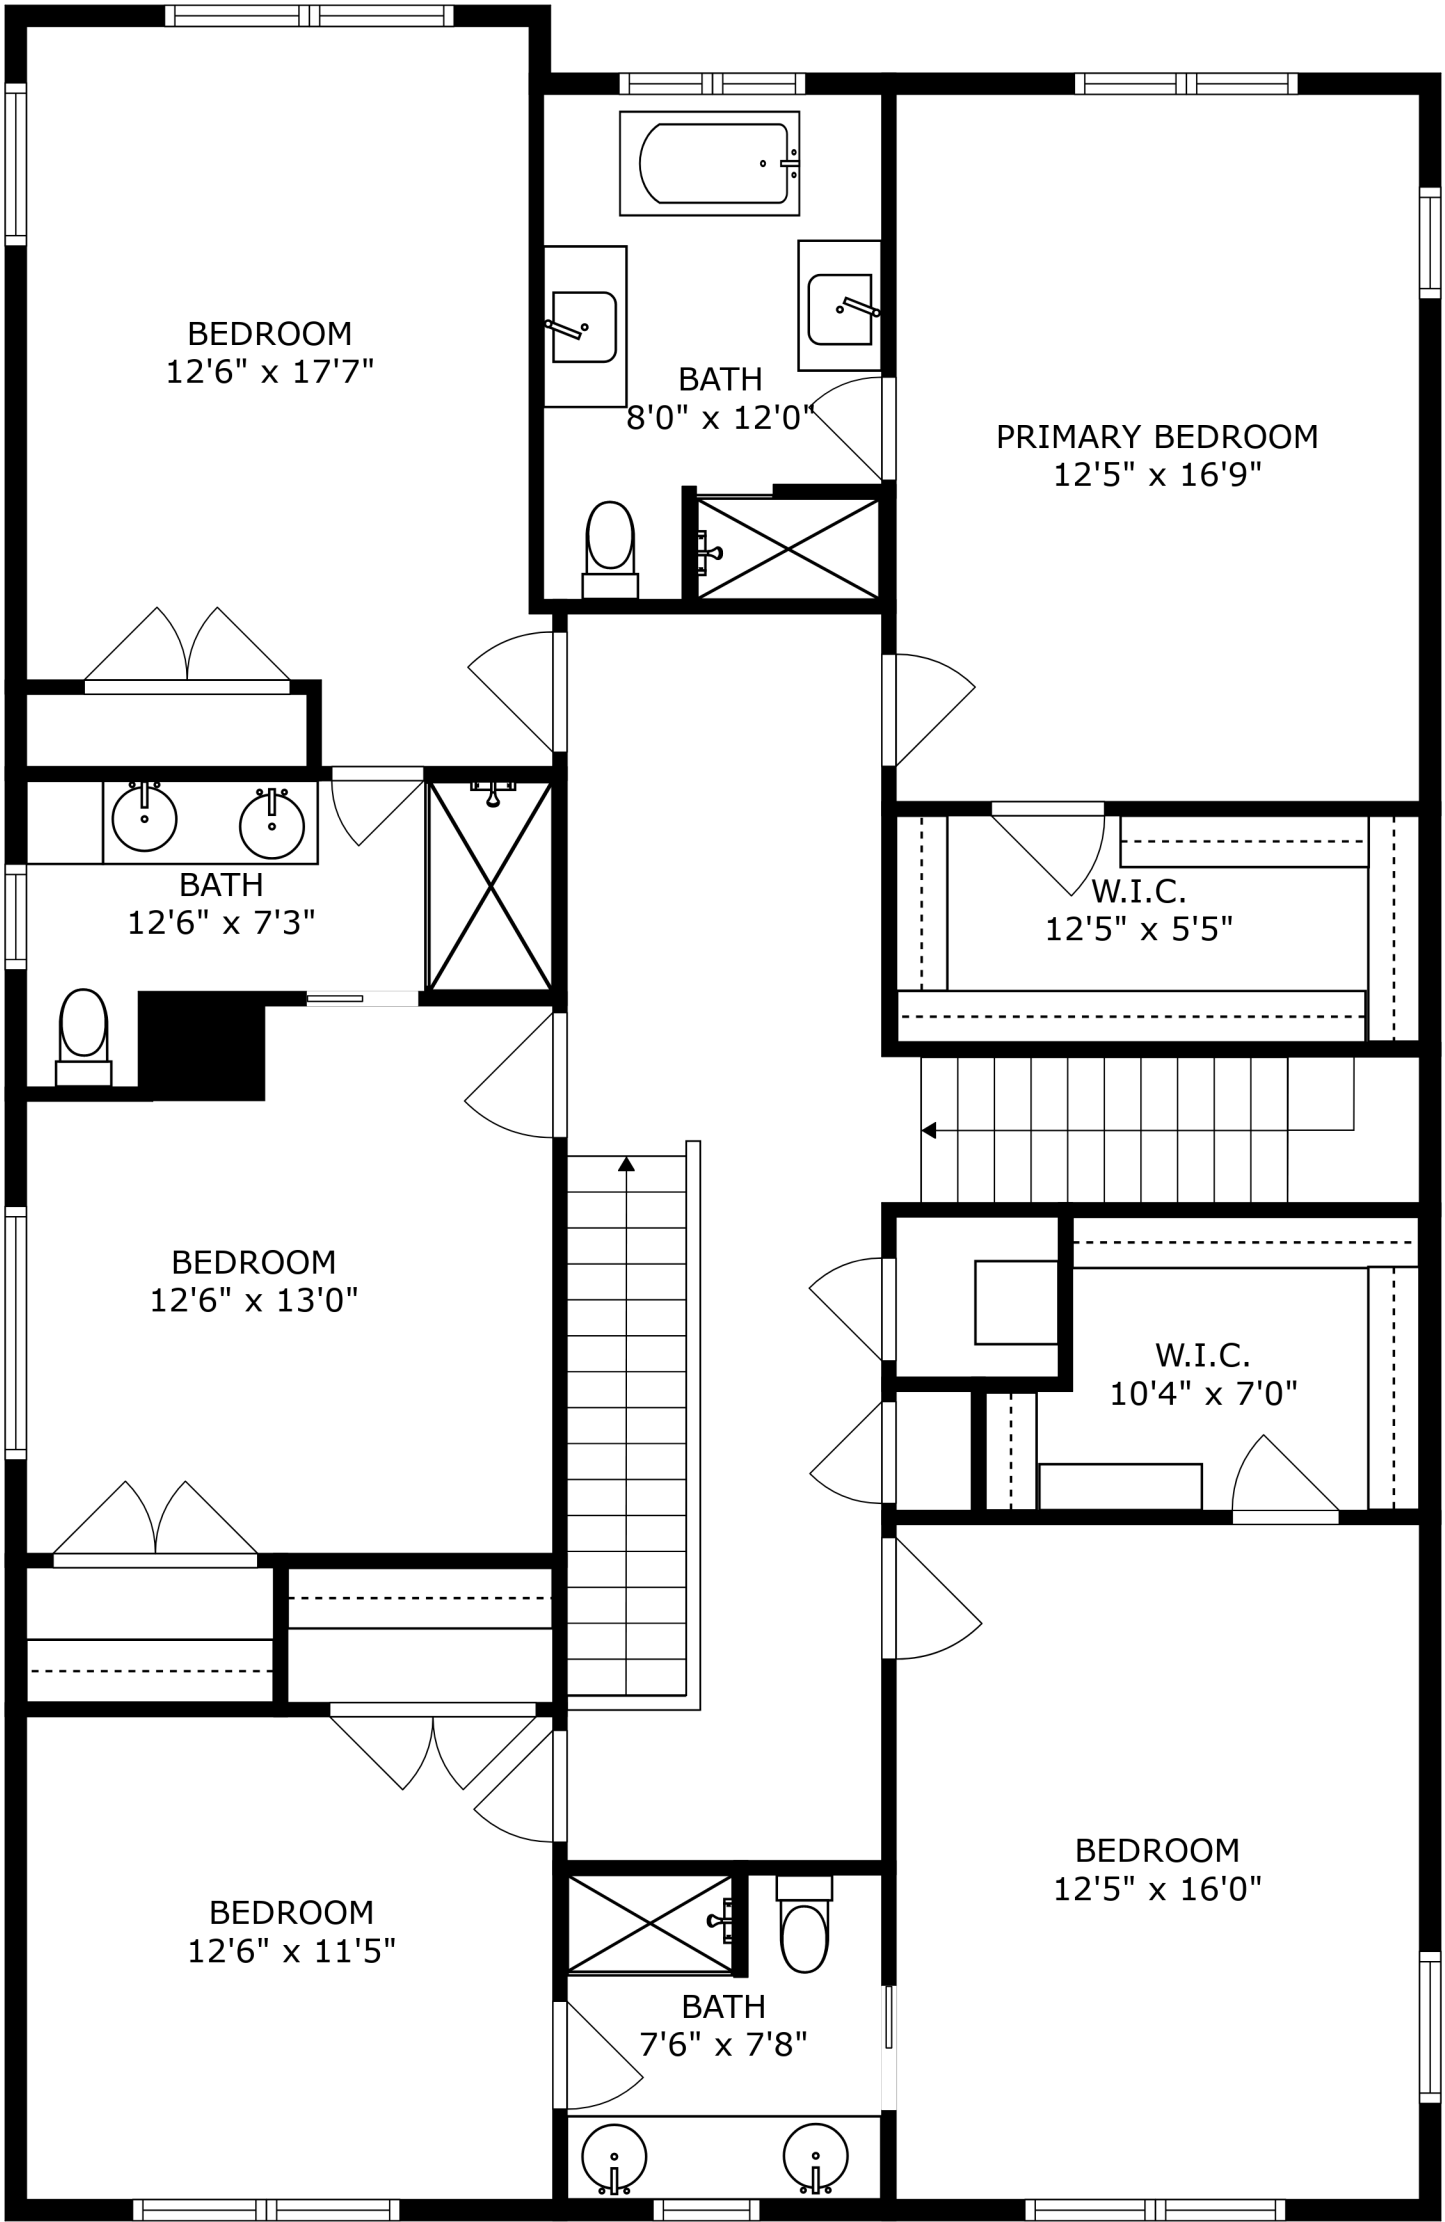 BEDROOM
12'6" x 17'7"
BATH
8'0" x 12'0"
PRIMARY BEDROOM
12'5" x 16'9"
BATH
12'6" x 7'3"
W.I.C.
12'5" x 5'5"
BEDROOM
12'6" x 13'0"
W.I.C.
10'4" x 7'0"
BEDROOM
12'5" x 16'0"
BEDROOM
12'6" x 11'5"
BATH
7'6" x 7'8"